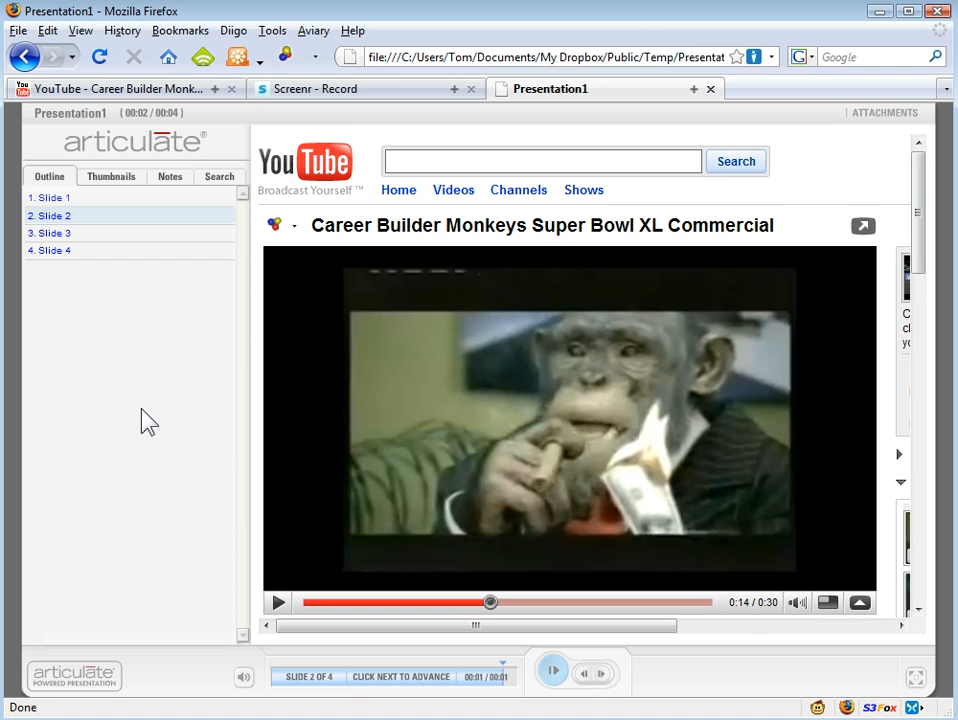 Presentation1 - Mozilla Firefox
File Edit View History Bookmarks Diigo Tools Aviary Help
file:///C:/Users/Tom/Documents/My Dropbox/Public/Temp/Presentat
Google
YouTube - Career Builder Monk...
Screenr - Record
Presentation1
Presentation1 ( 00:02 / 00:04 )
ATTACHMENTS
articulate®
Outline Thumbnails Notes Search
1. Slide 1
2. Slide 2
3. Slide 3
4. Slide 4
YouTube
Broadcast Yourself ™
Search
Home Videos Channels Shows
Career Builder Monkeys Super Bowl XL Commercial
0:14 / 0:30
articulate®
POWERED PRESENTATION
SLIDE 2 OF 4 CLICK NEXT TO ADVANCE 00:01 / 00:01
Done
S3Fox